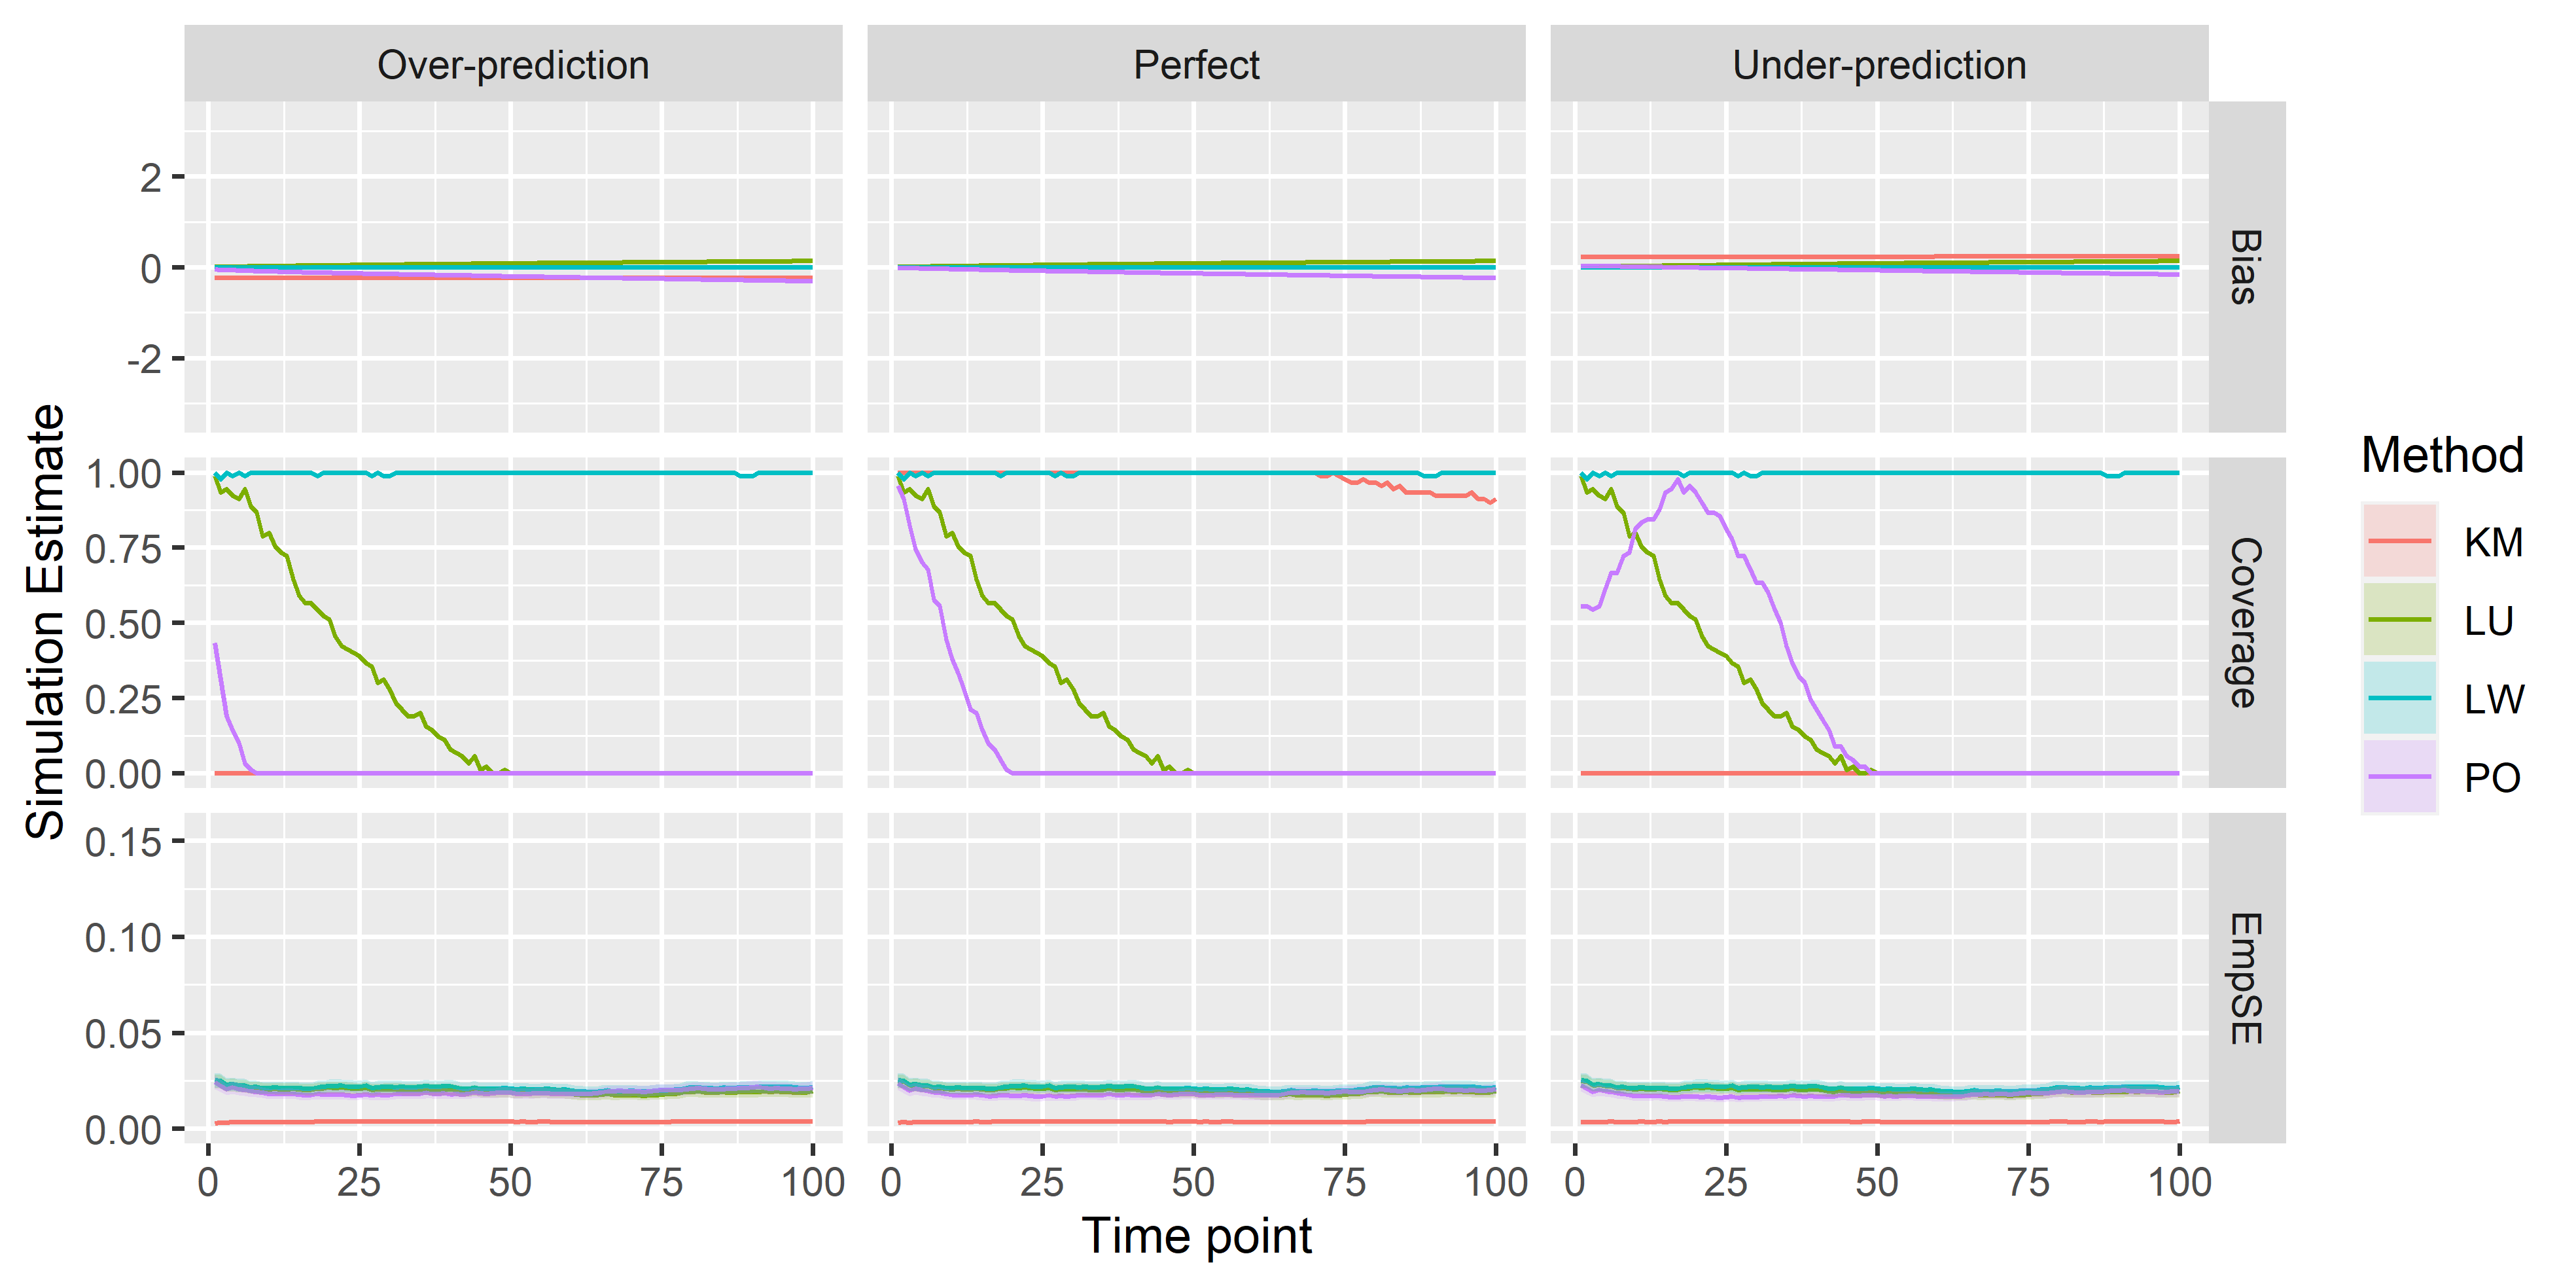 Over-prediction
Perfect
Under-prediction
2
0
-2
Bias
1.00
0.75
0.50
0.25
0.00
Coverage
0.15
0.10
0.05
0.00
EmpSE
0 25 50 75 100
0 25 50 75 100
0 25 50 75 100
Time point
Simulation Estimate
Method
KM
LU
LW
PO